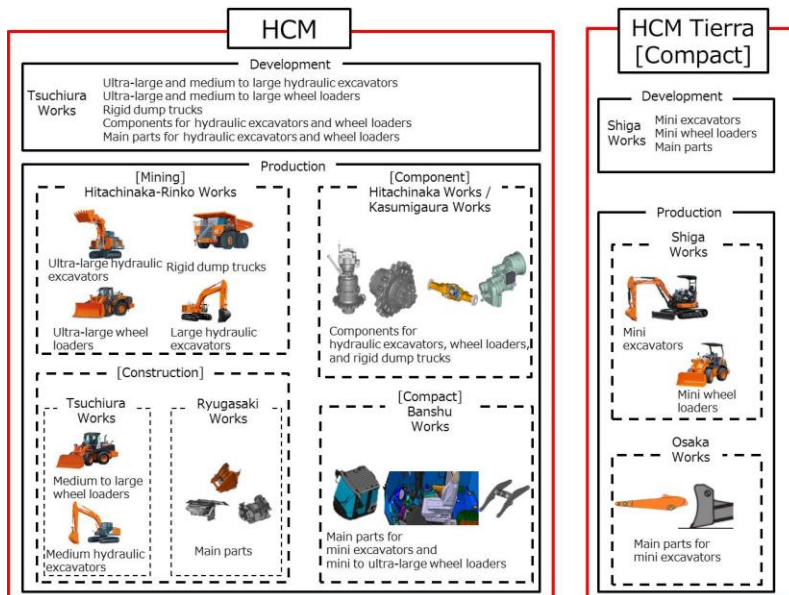 HCM
Development
Tsuchiura
Works
Ultra-large and medium to large hydraulic excavators
Ultra-large and medium to large wheel loaders
Rigid dump trucks
Components for hydraulic excavators and wheel loaders
Main parts for hydraulic excavators and wheel loaders
Production
[Mining]
Hitachinaka-Rinko Works
Ultra-large hydraulic
excavators
Rigid dump trucks
Ultra-large wheel
loaders
Large hydraulic
excavators
[Component]
Hitachinaka Works /
Kasumigaura Works
Components for
hydraulic excavators, wheel loaders,
and rigid dump trucks
[Construction]
Tsuchiura
Works
Medium to large
wheel loaders
Medium hydraulic
excavators
Ryugasaki
Works
Main parts
[Compact]
Banshu
Works
Main parts for
mini excavators and
mini to ultra-large wheel loaders
HCM Tierra
[Compact]
Development
Shiga
Works
Mini excavators
Mini wheel loaders
Main parts
Production
Shiga
Works
Mini
excavators
Mini wheel
loaders
Osaka
Works
Main parts for
mini excavators